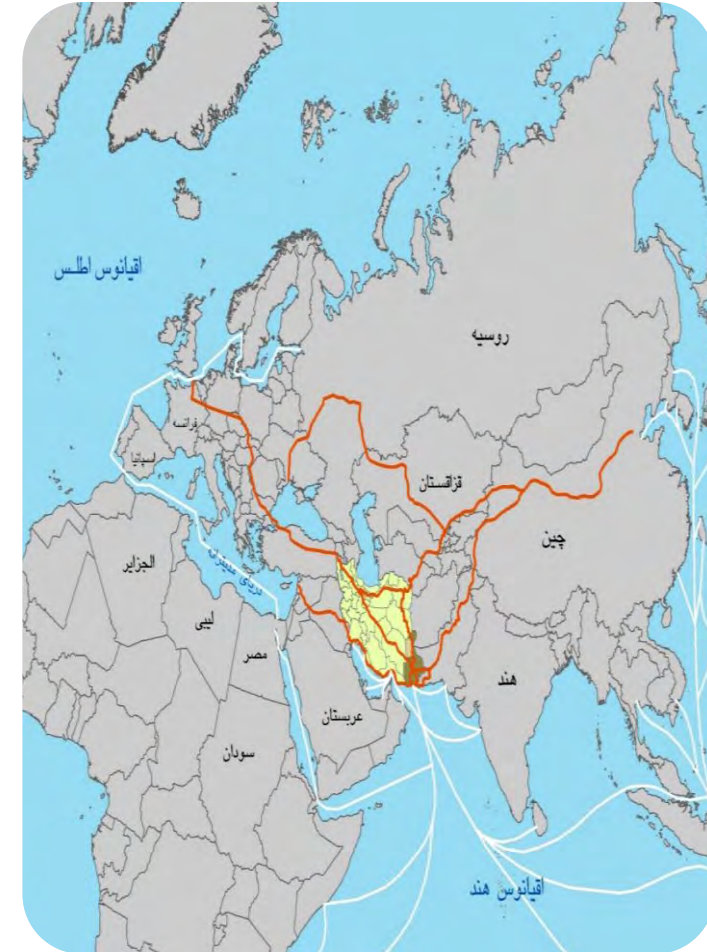 اقیانوس اطلس
روسیه
فرانسه
اسپانیا
قزاقستان
چین
دریای مدیترانه
الجزایر
لیبی
مصر
هند
عربستان
سودان
اقیانوس هند